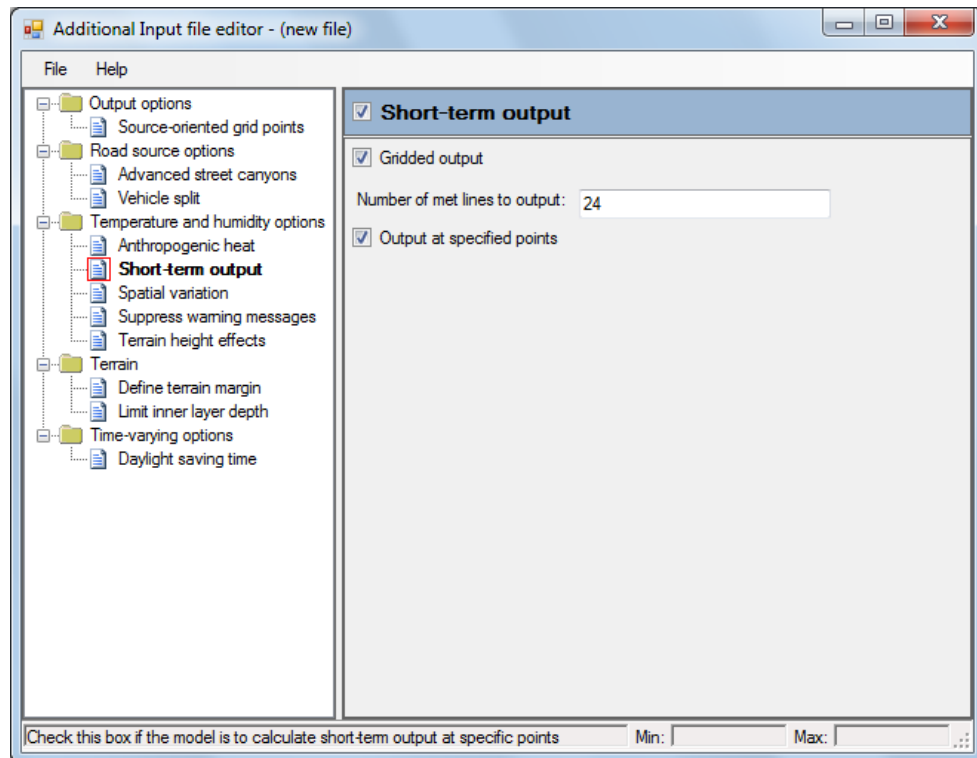 Additional Input file editor - (new file)
File Help
Output options
Source-oriented grid points
Road source options
Advanced street canyons
Vehicle split
Temperature and humidity options
Anthropogenic heat
Short-term output
Spatial variation
Suppress warning messages
Terrain height effects
Terrain
Define terrain margin
Limit inner layer depth
Time-varying options
Daylight saving time
Short-term output
Gridded output
Number of met lines to output: 24
Output at specified points
Check this box if the model is to calculate short-term output at specific points Min: Max: